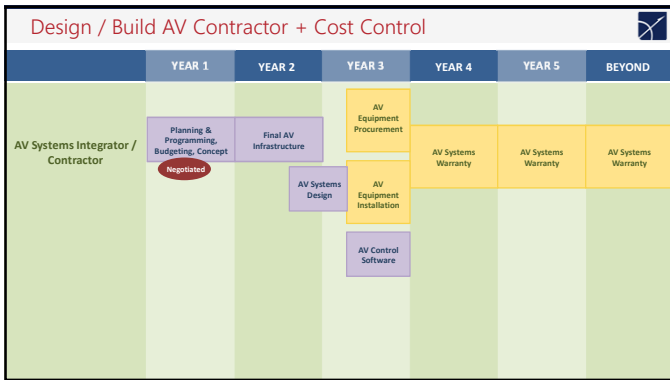 Design / Build AV Contractor + Cost Control
YEAR 1
YEAR 2
YEAR 3
YEAR 4
YEAR 5
BEYOND
AV Systems Integrator /
Contractor
Planning &
Programming,
Budgeting, Concept
Negotiated
Final AV
Infrastructure
AV Systems
Design
AV
Equipment
Procurement
AV
Equipment
Installation
AV Control
Software
AV Systems
Warranty
AV Systems
Warranty
AV Systems
Warranty